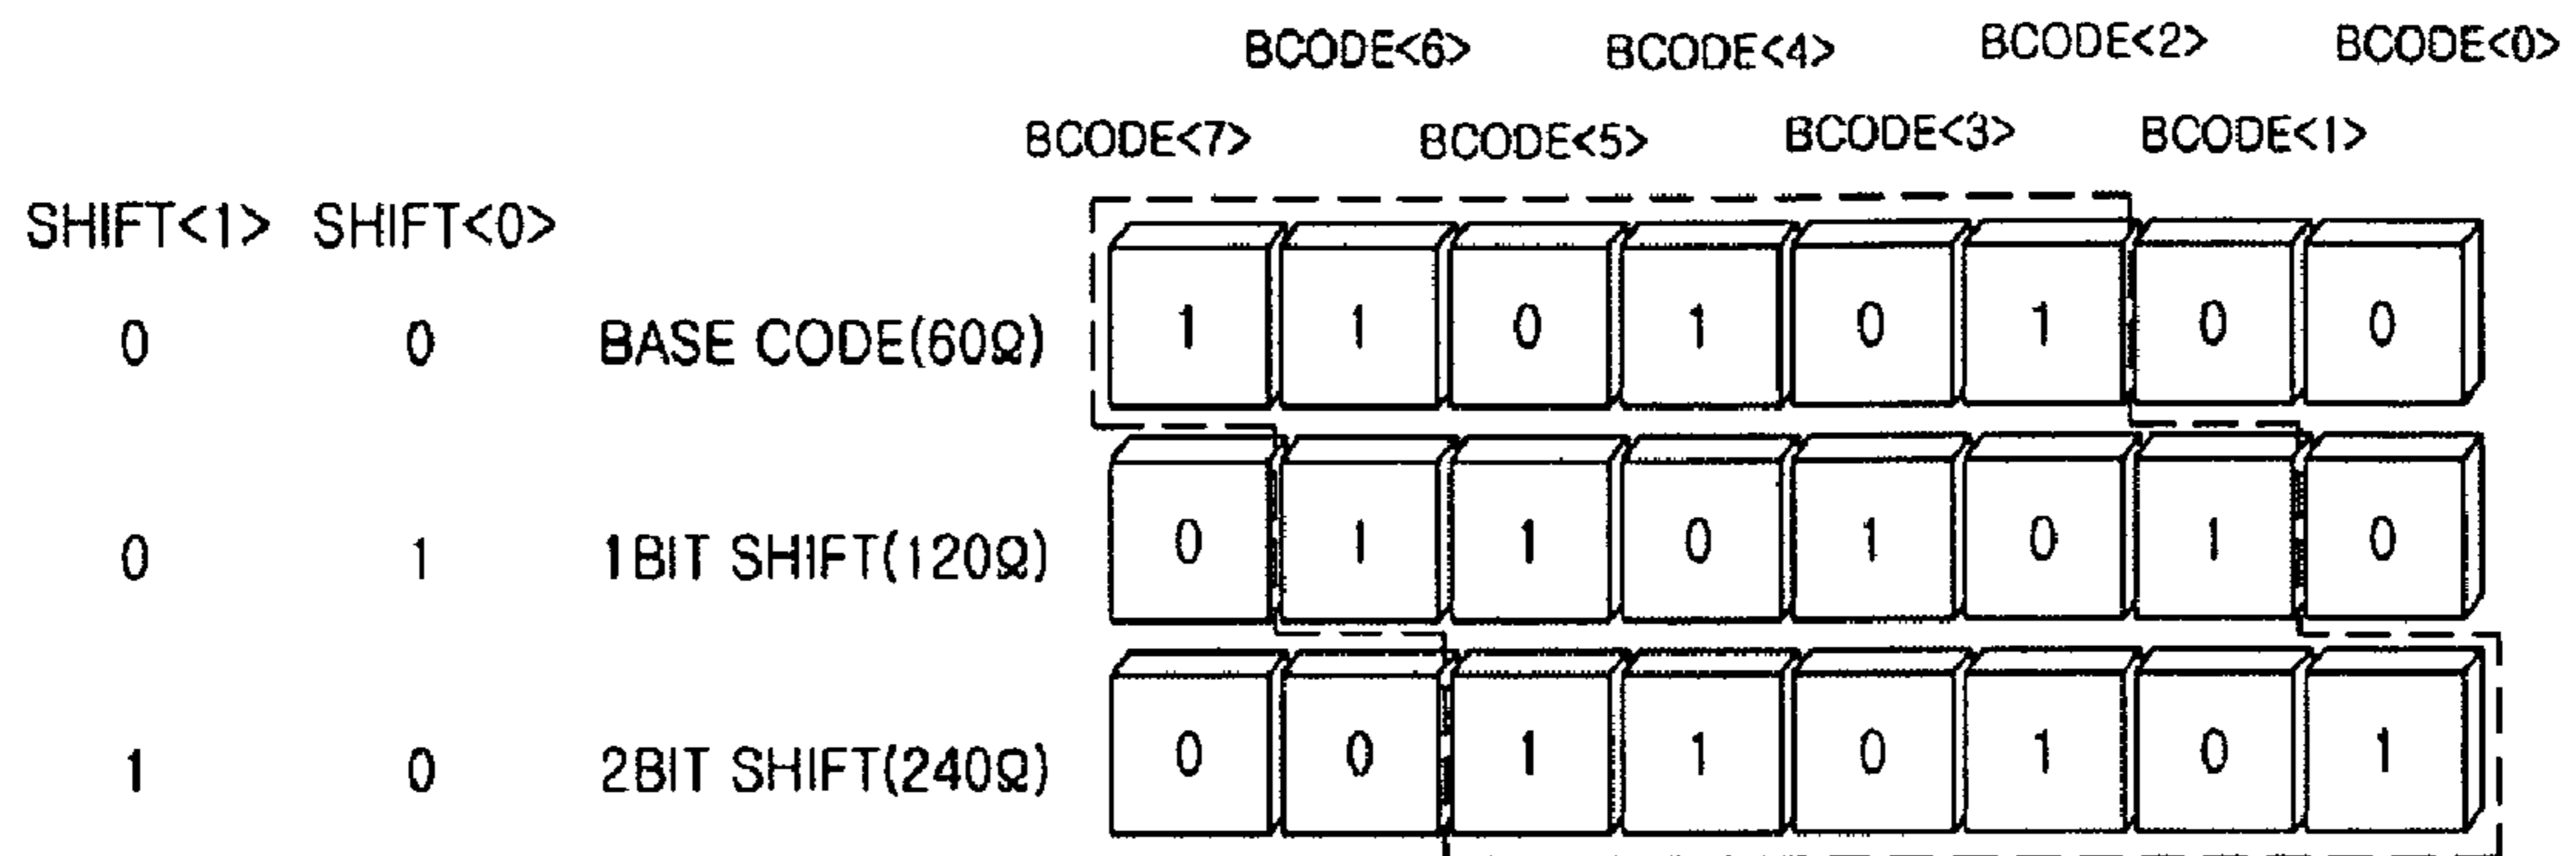 BCODE<6> BCODE<4> BCODE<2> BCODE<0>
BCODE<7> BCODE<5> BCODE<3> BCODE<1>
SHIFT<1> SHIFT<0>
0 0 BASE CODE(60Ω) 1 1 0 1 0 1 0 0
0 1 1BIT SHIFT(120Ω) 0 1 1 0 1 0 1 0
1 0 2BIT SHIFT(240Ω) 0 0 1 1 0 1 0 1